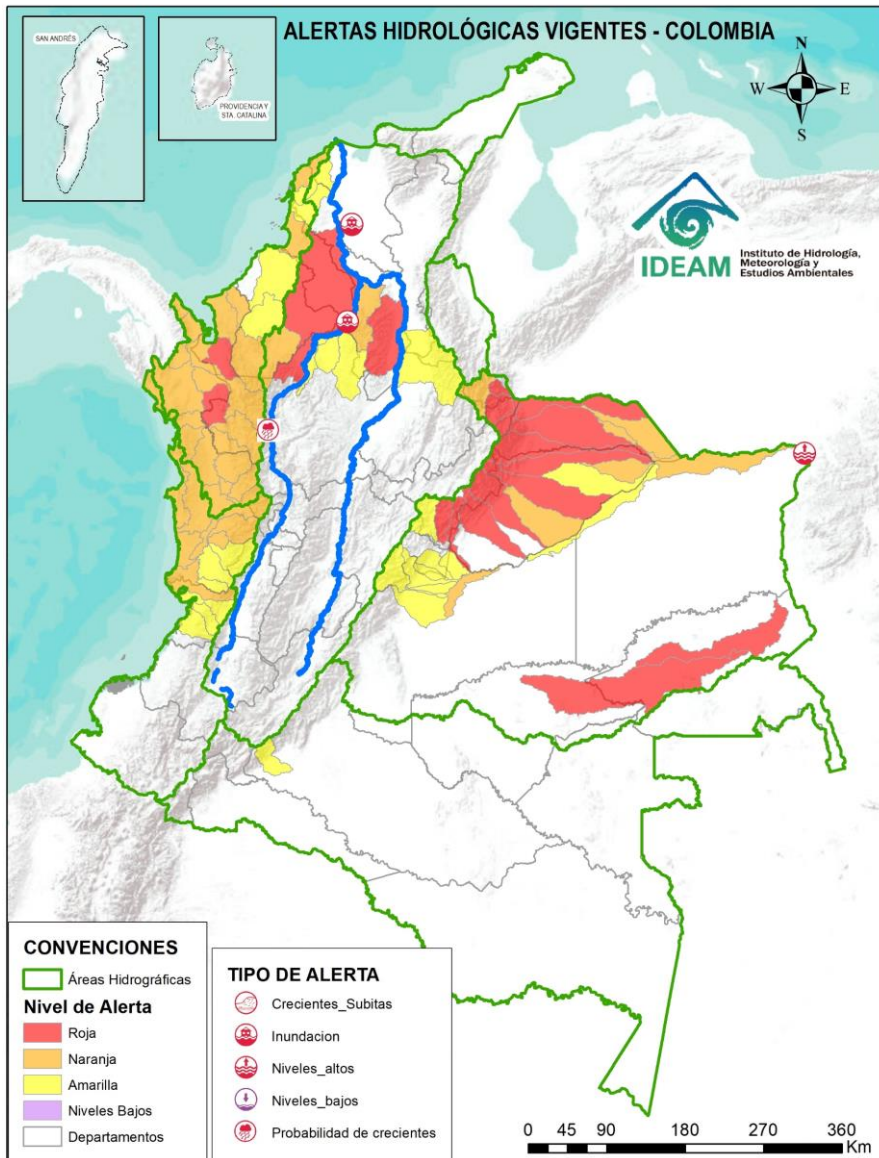 ALERTAS HIDROLÓGICAS VIGENTES - COLOMBIA
SAN ANDRÉS
PROVIDENCIA Y
STA. CATALINA
N
W
E
S
IDEAM
Instituto de Hidrología,
Meteorología y
Estudios Ambientales
CONVENCIONES
Áreas Hidrográficas
Nivel de Alerta
Roja
Naranja
Amarilla
Niveles Bajos
Departamentos
TIPO DE ALERTA
Crecientes_Subitas
Inundacion
Niveles_altos
Niveles_bajos
Probabilidad de crecientes
0 45 90 180 270 360
Km